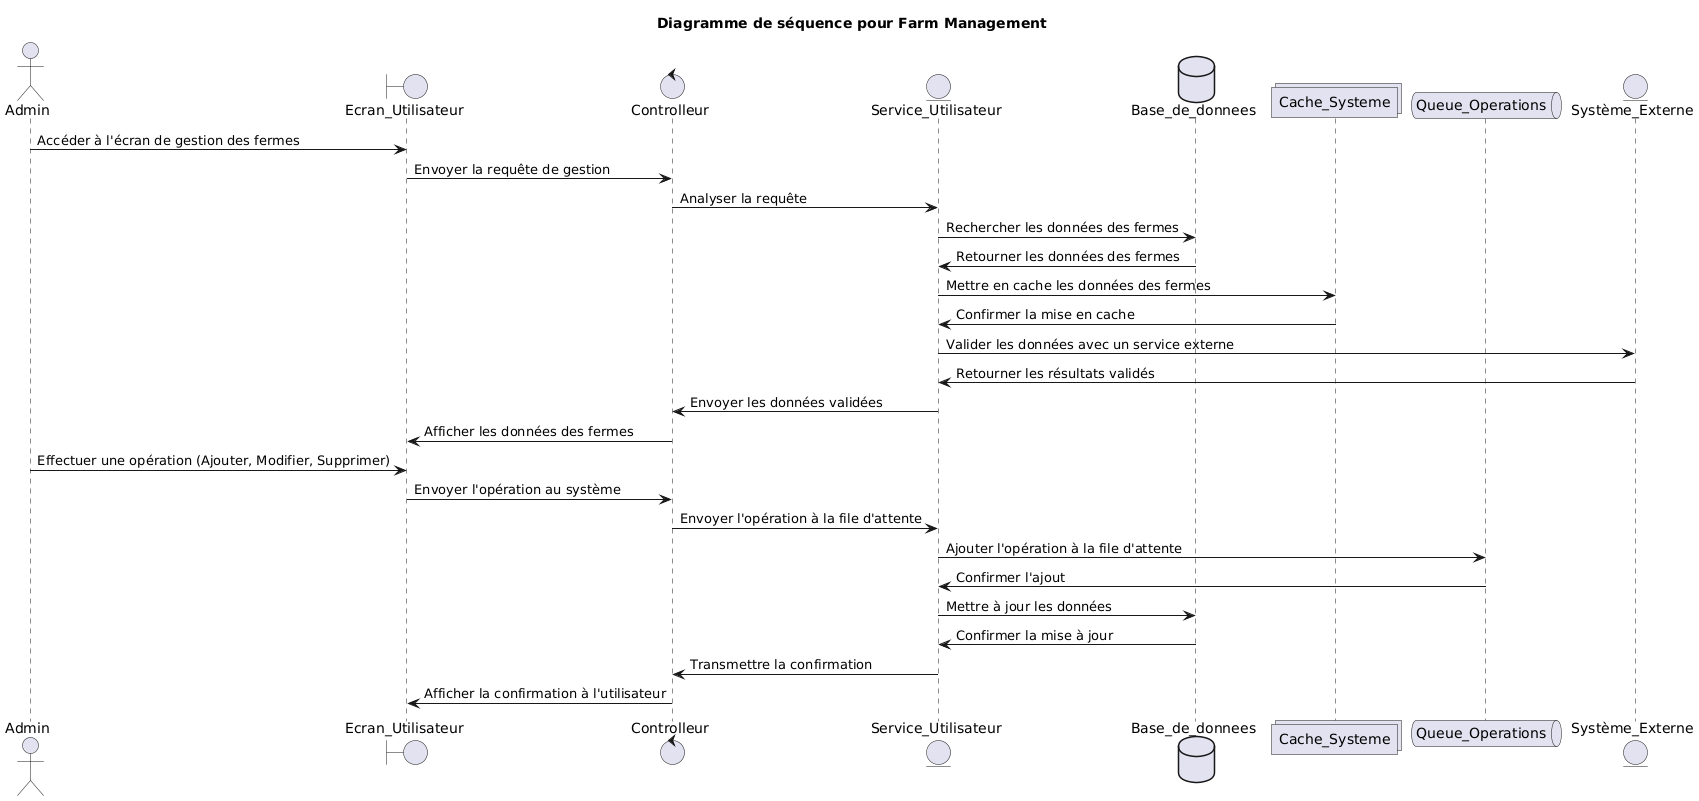 Diagramme de séquence pour Farm Management
Admin
Ecran_Utilisateur
Controlleur
Service_Utilisateur
Base_de_donnees
Cache_Systeme
Queue_Operations
Système_Externe
Accéder à l'écran de gestion des fermes
Envoyer la requête de gestion
Analyser la requête
Rechercher les données des fermes
Retourner les données des fermes
Mettre en cache les données des fermes
Confirmer la mise en cache
Valider les données avec un service externe
Retourner les résultats validés
Envoyer les données validées
Afficher les données des fermes
Effectuer une opération (Ajouter, Modifier, Supprimer)
Envoyer l'opération au système
Envoyer l'opération à la file d'attente
Ajouter l'opération à la file d'attente
Confirmer l'ajout
Mettre à jour les données
Confirmer la mise à jour
Transmettre la confirmation
Afficher la confirmation à l'utilisateur
Admin
Ecran_Utilisateur
Controlleur
Service_Utilisateur
Base_de_donnees
Cache_Systeme
Queue_Operations
Système_Externe